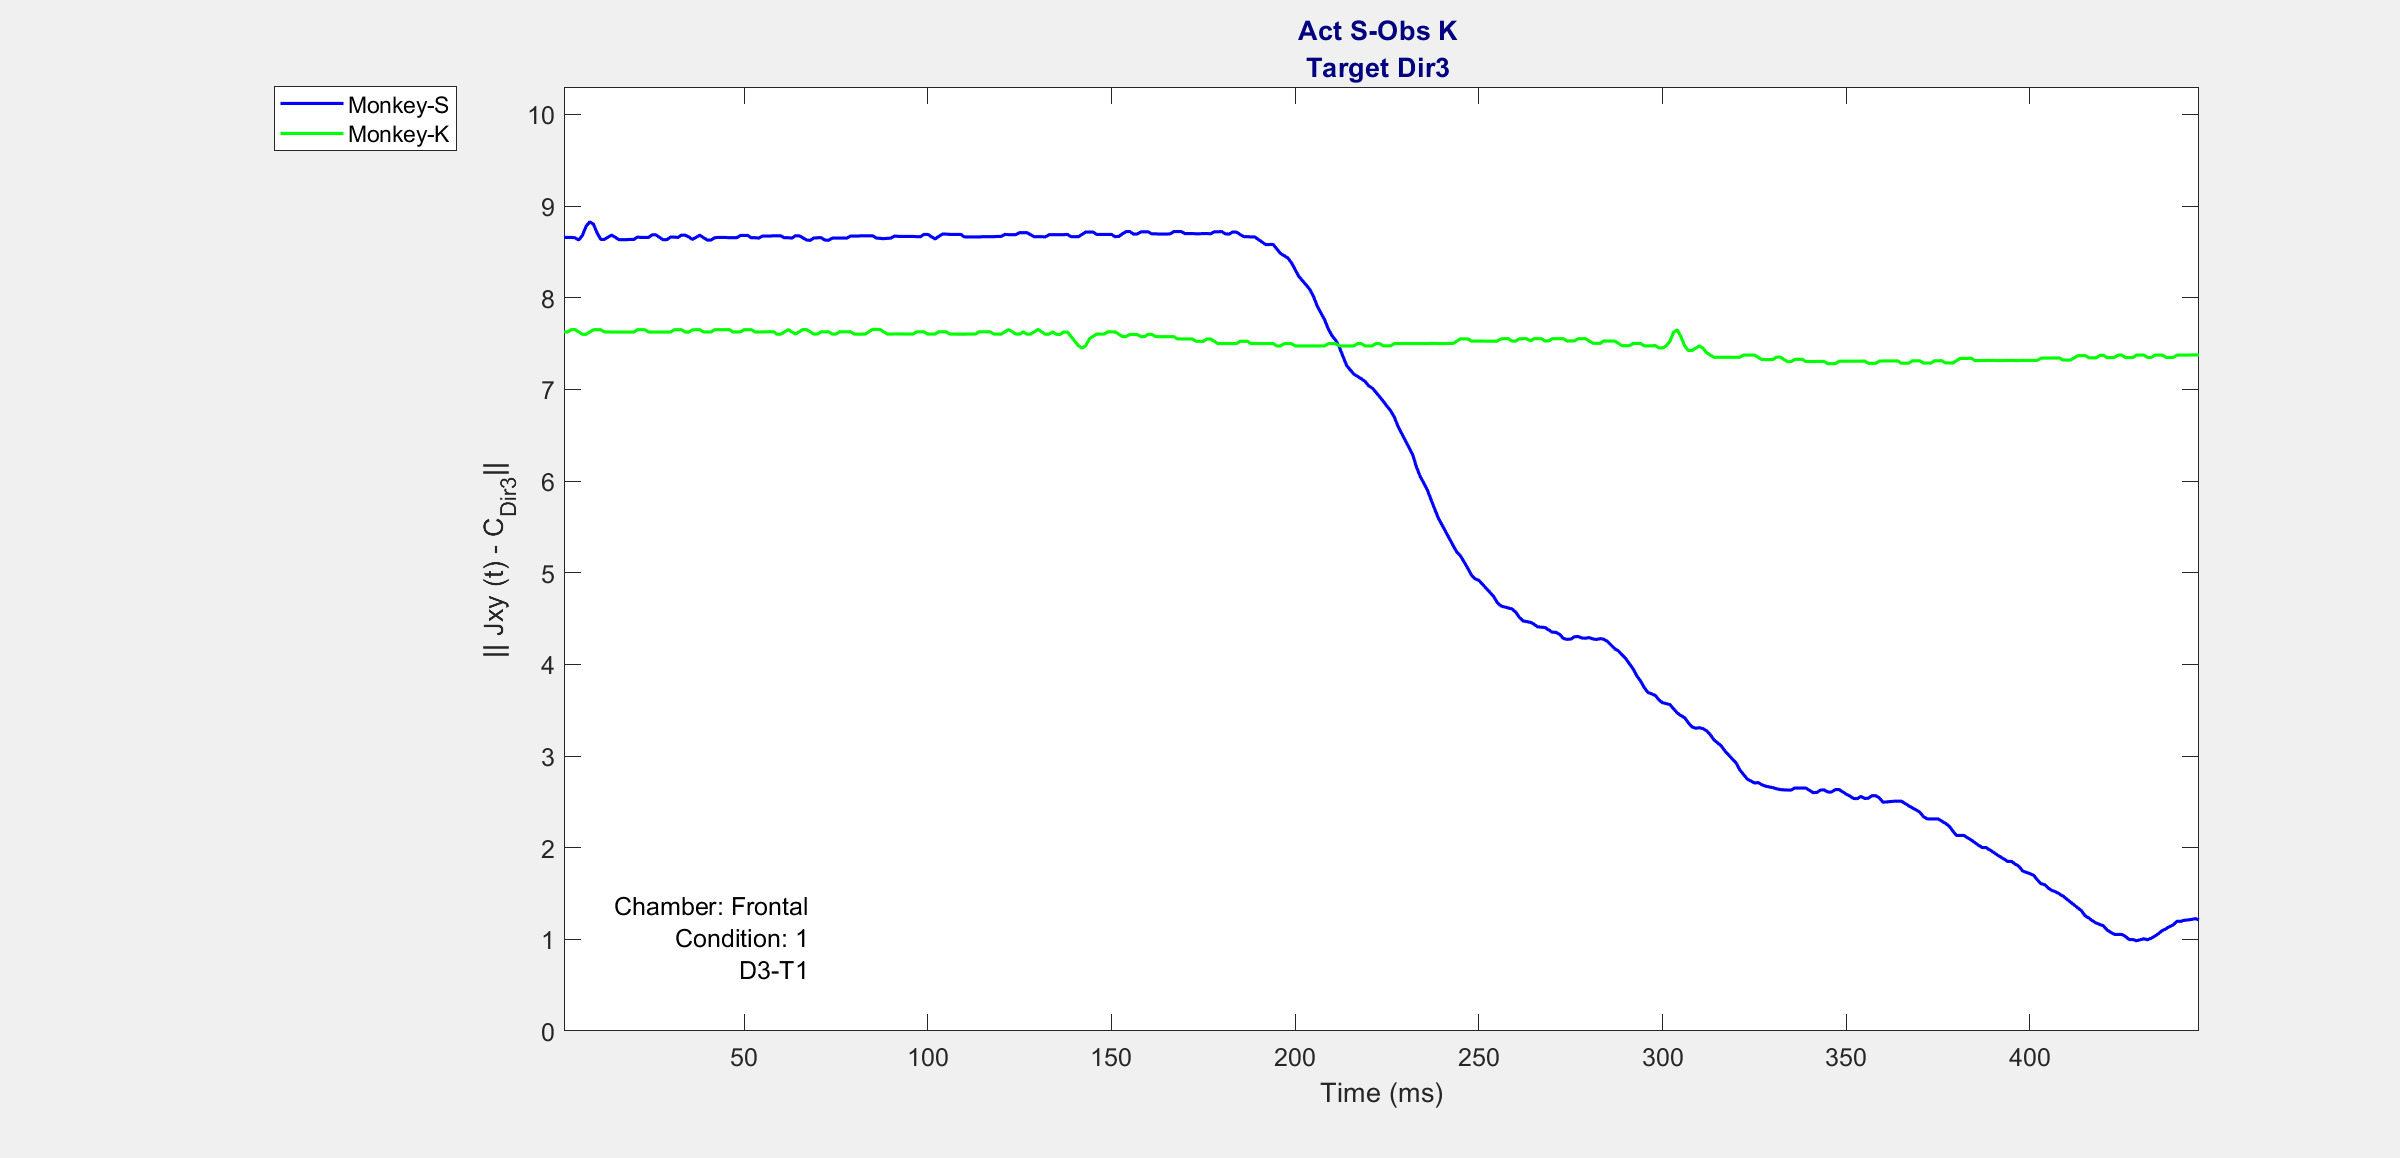 Act S-Obs K
Target Dir3
Monkey-S
Monkey-K
10
9
8
7
6
5
4
3
2
1
0
|| Jxy (t) - C_Dir3||
Chamber: Frontal
Condition: 1
D3-T1
50 100 150 200 250 300 350 400
Time (ms)